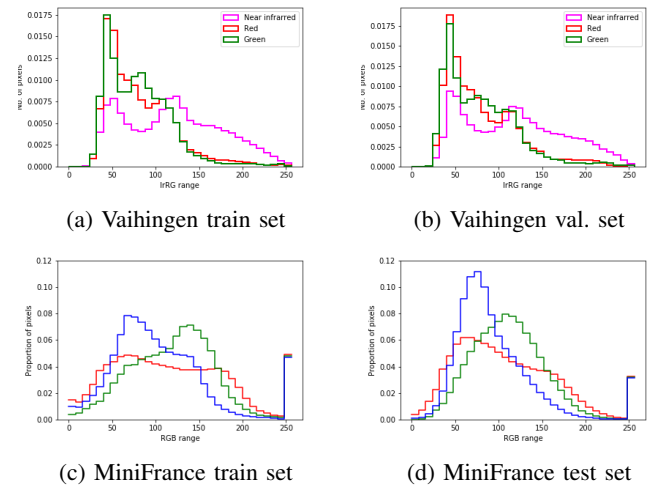 0.0175 0.0150 0.0125 0.0100 0.0075 0.0050 0.0025 0.0000
0 50 100 150 200 250
IrRG range
Near infrarred
Red
Green
(a) Vaihingen train set
0.0175 0.0150 0.0125 0.0100 0.0075 0.0050 0.0025 0.0000
0 50 100 150 200 250
IrRG range
Near infrarred
Red
Green
(b) Vaihingen val. set
Proportion of pixels
0.12 0.10 0.08 0.06 0.04 0.02 0.00
0 50 100 150 200 250
RGB range
(c) MiniFrance train set
Proportion of pixels
0.12 0.10 0.08 0.06 0.04 0.02 0.00
0 50 100 150 200 250
RGB range
(d) MiniFrance test set